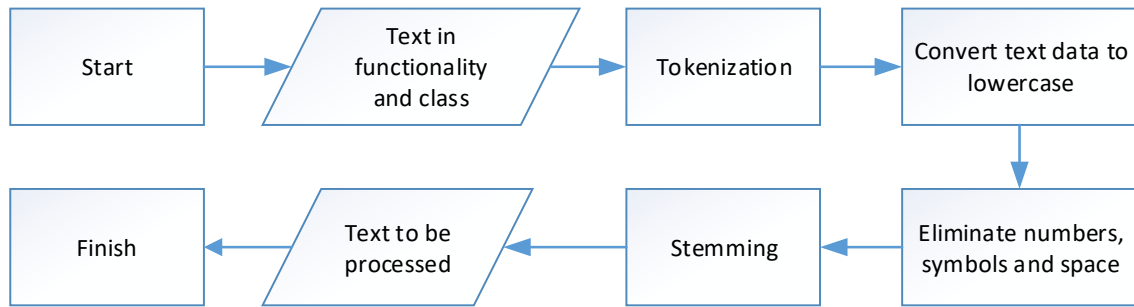 Start
Text in
functionality
and class
Tokenization
Convert text data to
lowercase
Eliminate numbers,
symbols and space
Stemming
Text to be
processed
Finish